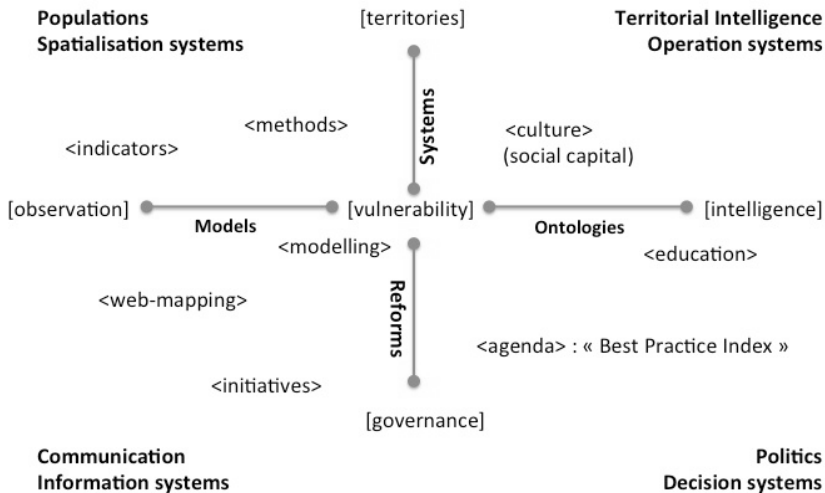 Populations
Spatialisation systems
[territories]
Territorial Intelligence
Operation systems
Systems
<methods>
<indicators>
<culture>
(social capital)
[observation]
Models
[vulnerability]
Ontologies
[intelligence]
<modelling>
<education>
<web-mapping>
Reforms
<agenda> : « Best Practice Index »
<initiatives>
[governance]
Communication
Information systems
Politics
Decision systems